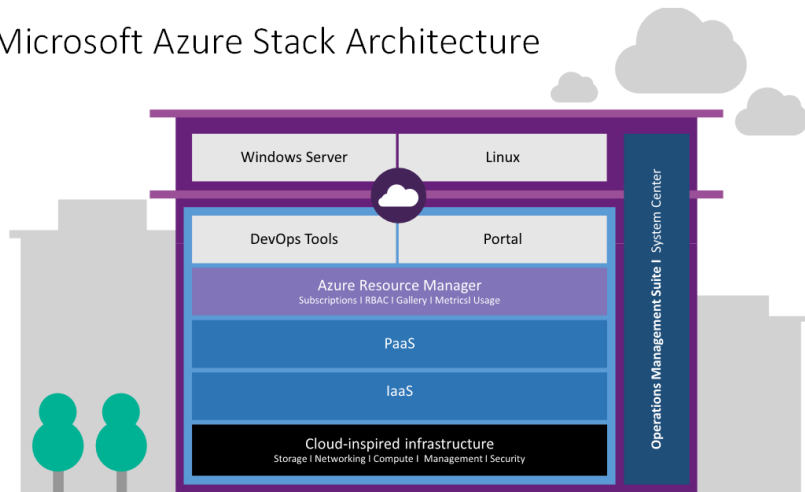 Microsoft Azure Stack Architecture
Windows Server
Linux
DevOps Tools
Portal
Azure Resource Manager
Subscriptions I RBAC I Gallery I Metricsl Usage
PaaS
IaaS
Cloud-inspired infrastructure
Storage I Networking I Compute I Management I Security
Operations Management Suite I System Center